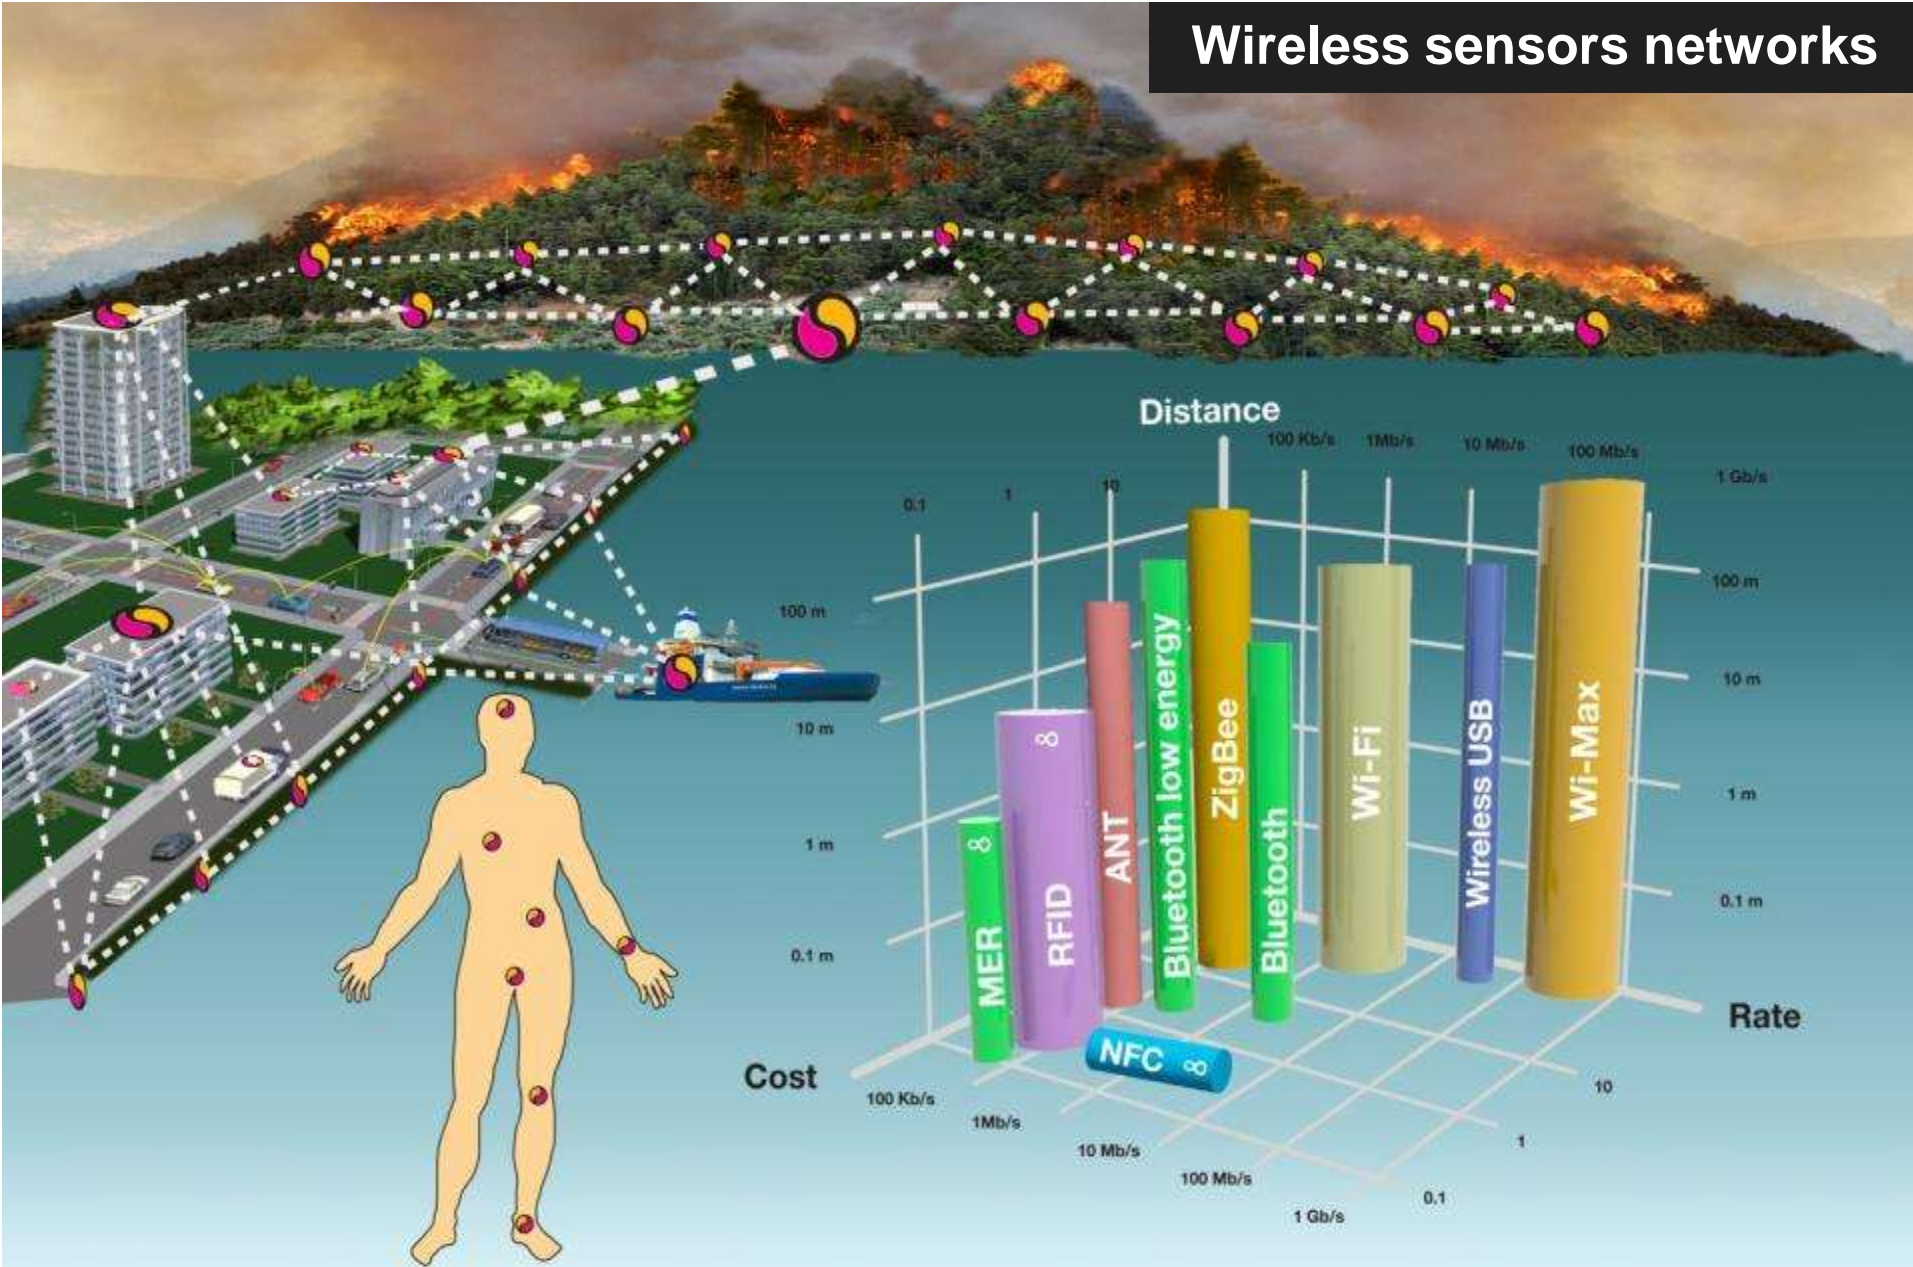 Wireless sensors networks
Distance
100 Kb/s
1Mb/s
10 Mb/s
100 Mb/s
1 Gb/s
0.1
1
10
100 m
10 m
1 m
0.1 m
100 m
10 m
1 m
0.1 m
MER ∞
RFID ∞
ANT
Bluetooth low energy
ZigBee
Bluetooth
Wi-Fi
Wireless USB
Wi-Max
NFC ∞
Rate
Cost
100 Kb/s
1Mb/s
10 Mb/s
100 Mb/s
1 Gb/s
10
1
0.1